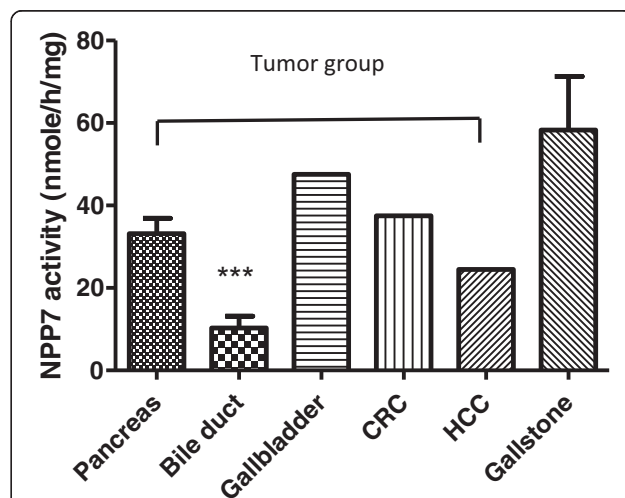 NPP7 activity (nmole/h/mg)
80
60
40
20
0
Tumor group
***
Pancreas
Bile duct
Gallbladder
CRC
HCC
Gallstone